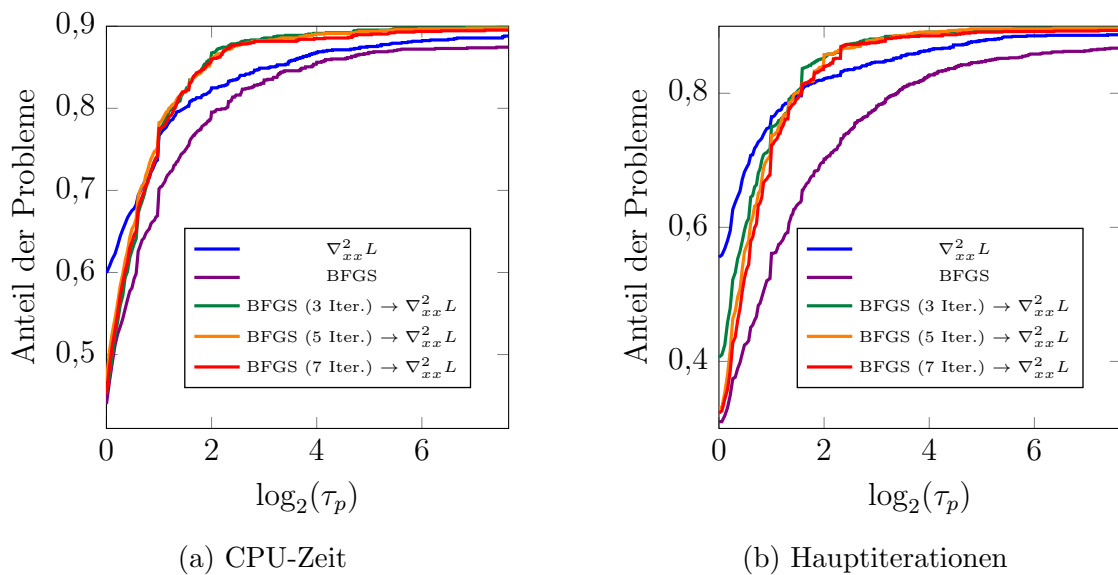 0,9
0,8
0,7
0,6
0,5
Anteil der Probleme
∇²ₓₓL
BFGS
BFGS (3 Iter.) → ∇²ₓₓL
BFGS (5 Iter.) → ∇²ₓₓL
BFGS (7 Iter.) → ∇²ₓₓL
0 2 4 6
log₂(τₚ)
(a) CPU-Zeit
0,8
0,6
0,4
Anteil der Probleme
∇²ₓₓL
BFGS
BFGS (3 Iter.) → ∇²ₓₓL
BFGS (5 Iter.) → ∇²ₓₓL
BFGS (7 Iter.) → ∇²ₓₓL
0 2 4 6
log₂(τₚ)
(b) Hauptiterationen